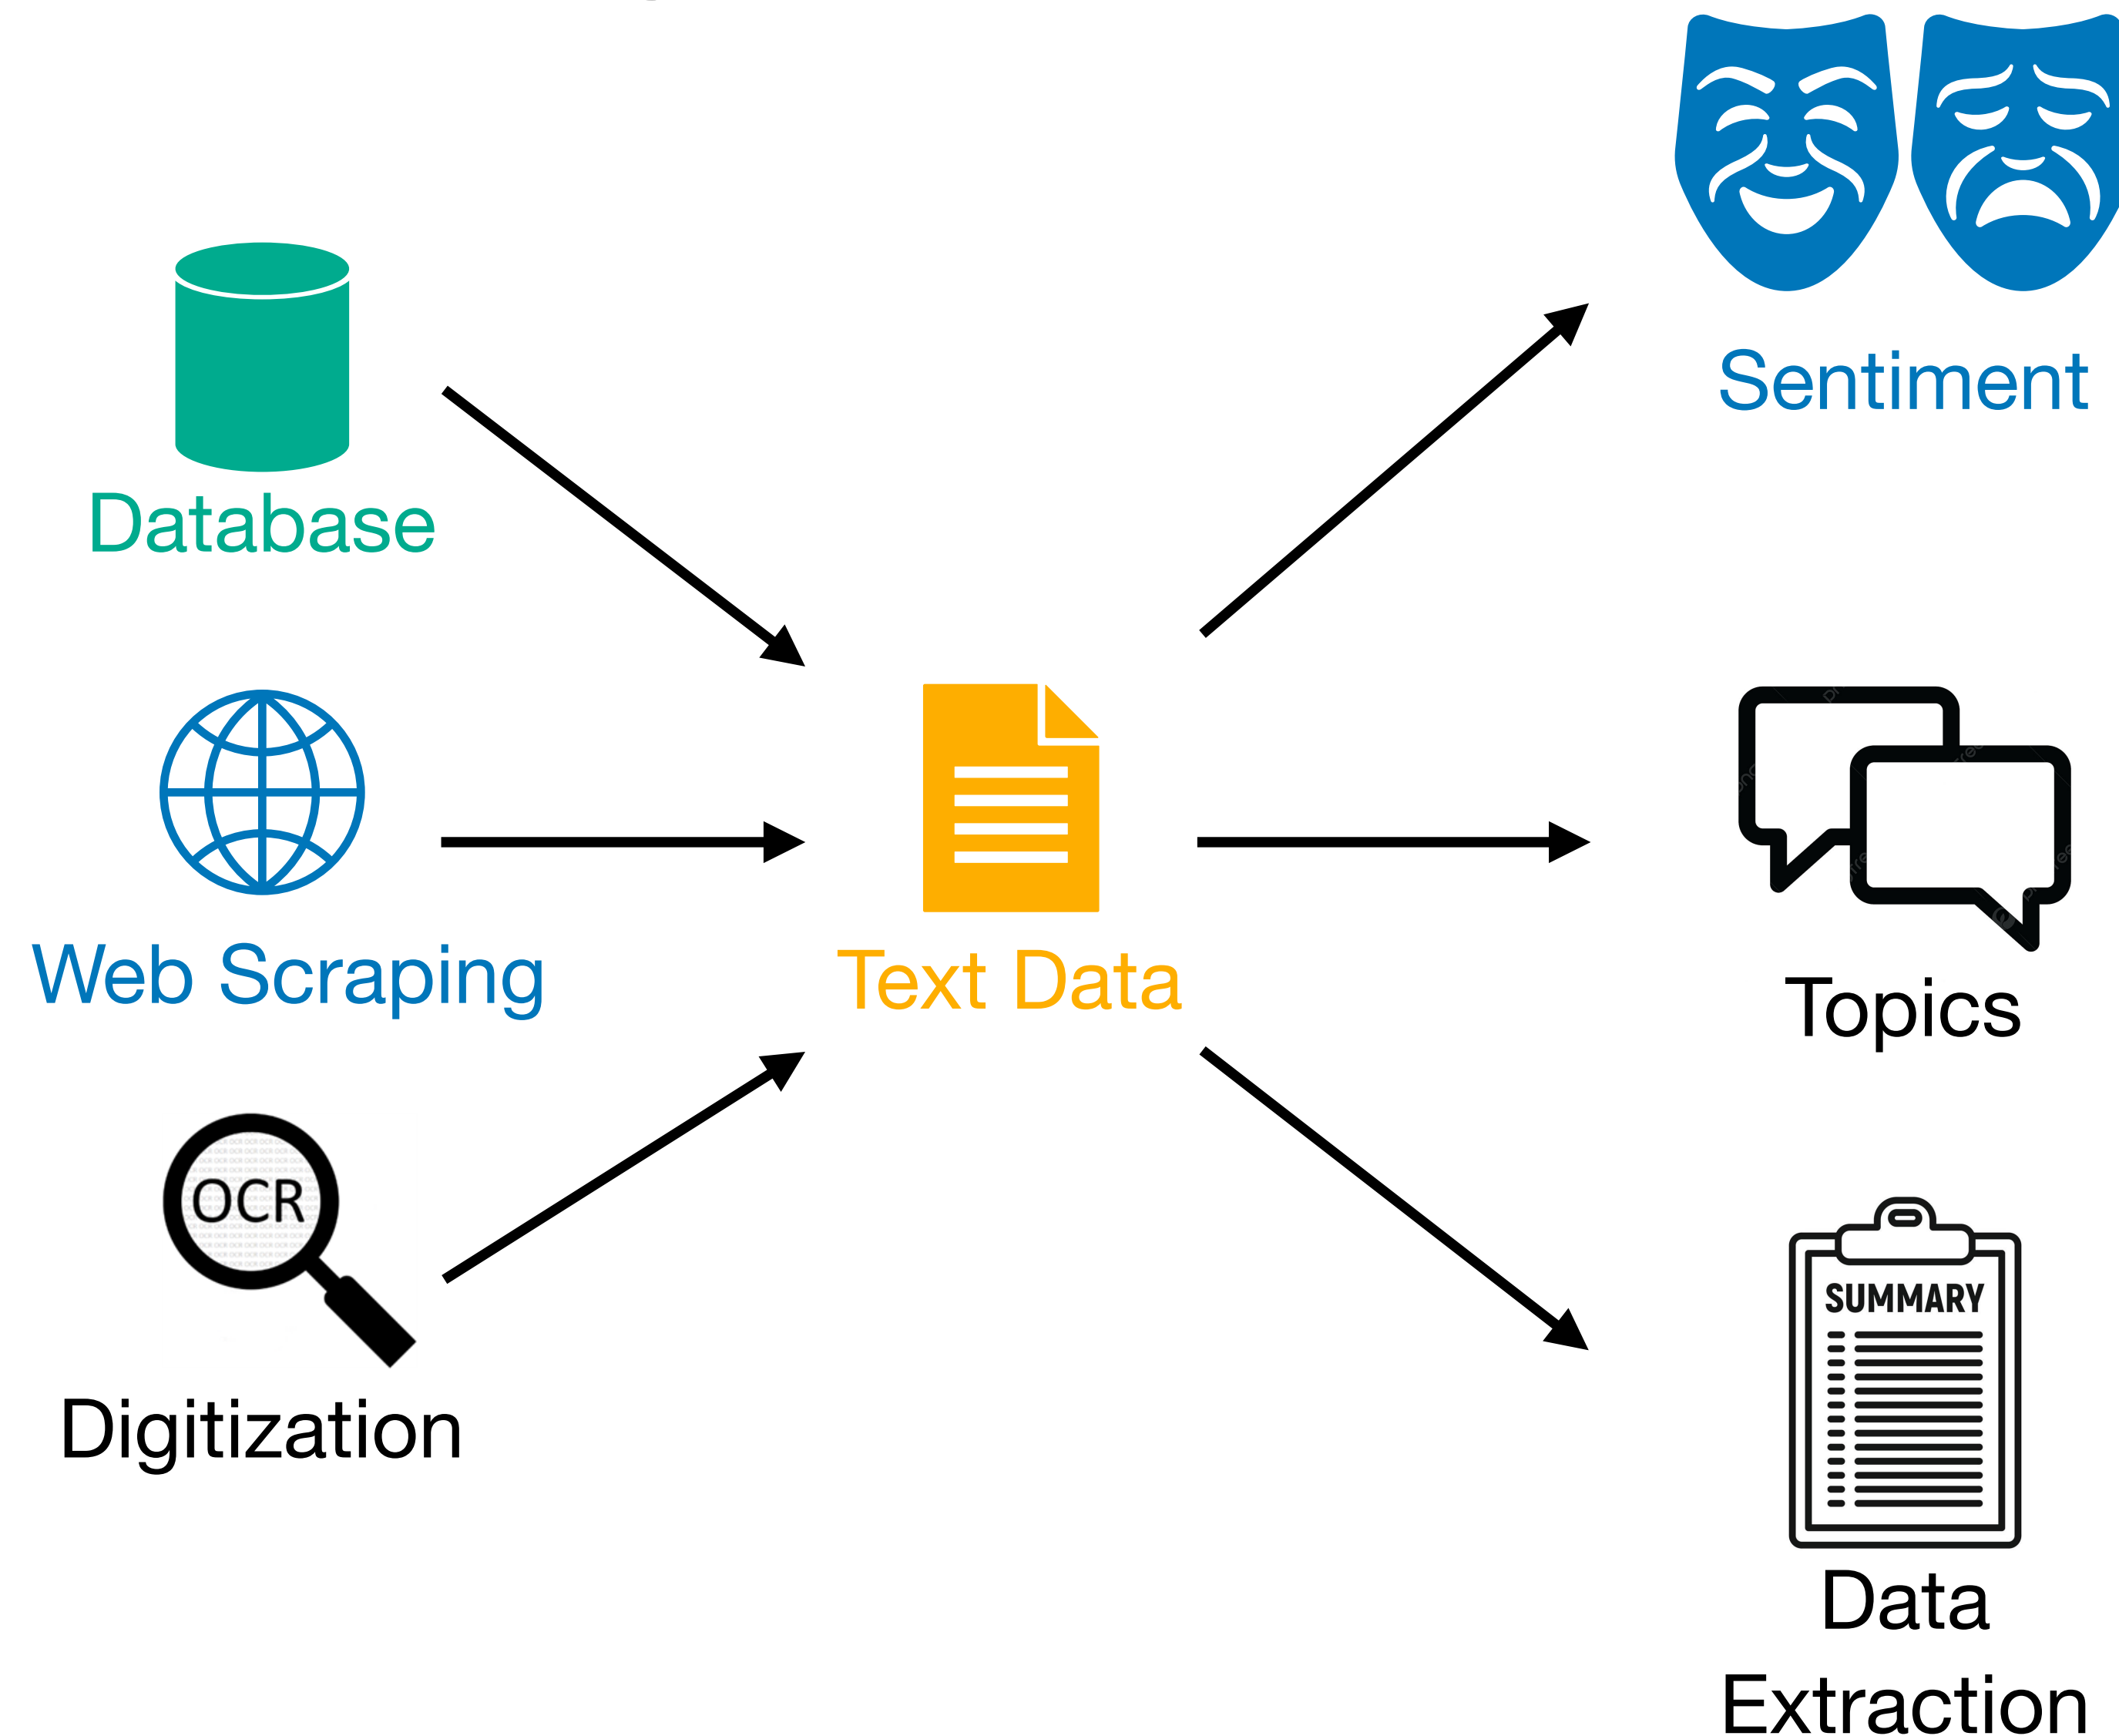 Sentiment
Database
Web Scraping
Text Data
Topics
OCR
Digitization
SUMMARY
Data
Extraction